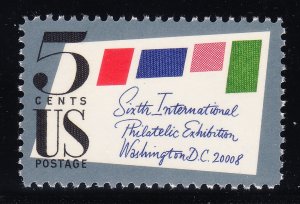 5
CENTS
US
POSTAGE
Sixth International
Philatelic Exhibition
Washington D.C. 20008